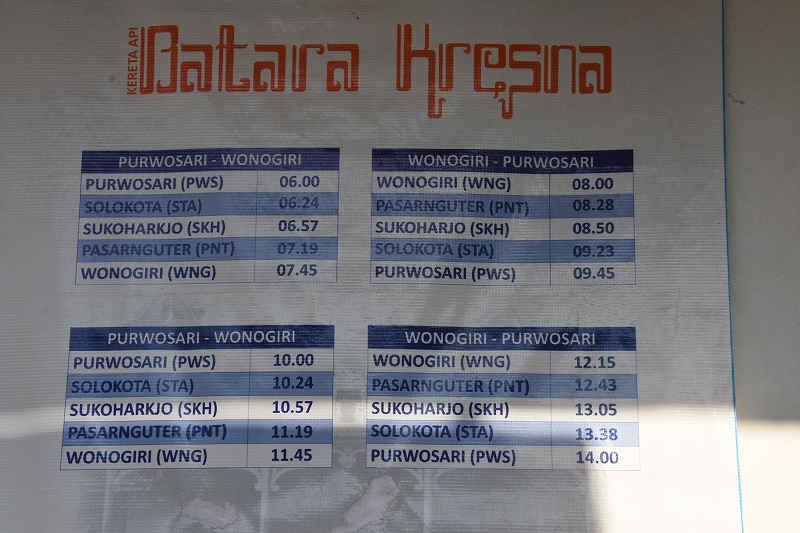 KERETA API
Batara Kresna
PURWOSARI - WONOGIRI
PURWOSARI (PWS) 06.00
SOLOKOTA (STA) 06.24
SUKOHARKJO (SKH) 06.57
PASARNGUTER (PNT) 07.19
WONOGIRI (WNG) 07.45
WONOGIRI - PURWOSARI
WONOGIRI (WNG) 08.00
PASARNGUTER (PNT) 08.28
SUKOHARJO (SKH) 08.50
SOLOKOTA (STA) 09.23
PURWOSARI (PWS) 09.45
PURWOSARI - WONOGIRI
PURWOSARI (PWS) 10.00
SOLOKOTA (STA) 10.24
SUKOHARKJO (SKH) 10.57
PASARNGUTER (PNT) 11.19
WONOGIRI (WNG) 11.45
WONOGIRI - PURWOSARI
WONOGIRI (WNG) 12.15
PASARNGUTER (PNT) 12.43
SUKOHARJO (SKH) 13.05
SOLOKOTA (STA) 13.38
PURWOSARI (PWS) 14.00